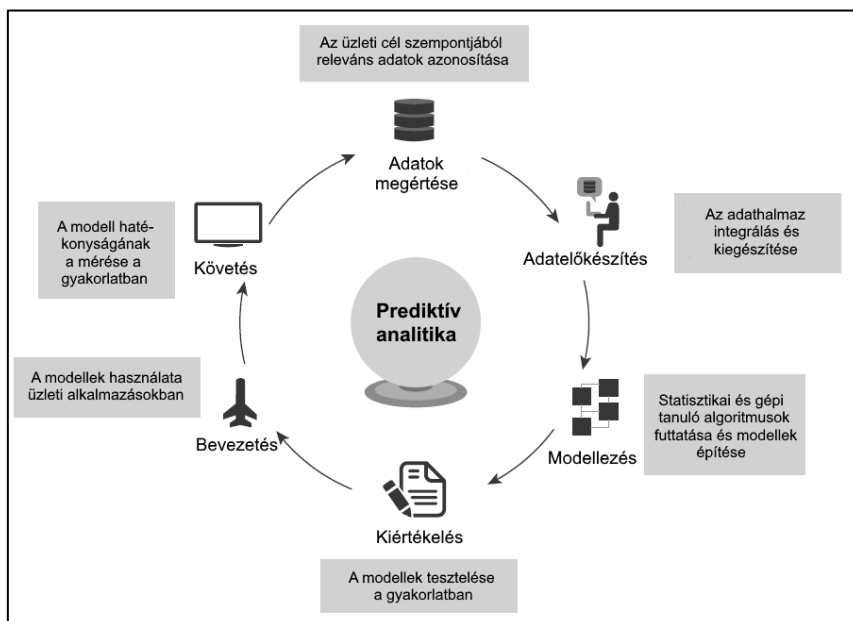 Az üzleti cél szempontjából
releváns adatok azonosítása
Adatok
megértése
Adatelőkészítés
Az adathalmaz
integrálás és
kiegészítése
Modellezés
Statisztikai és gépi
tanuló algoritmusok
futtatása és modellek
építése
Kiértékelés
A modellek tesztelése
a gyakorlatban
Bevezetés
A modellek használata
üzleti alkalmazásokban
Követés
A modell haté-
konyságának
a mérése a
gyakorlatban
Prediktív
analitika